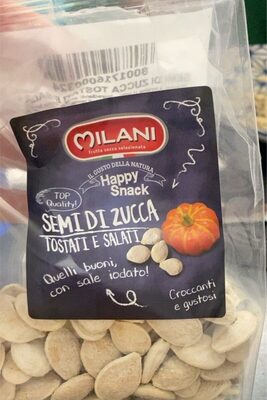 MILANI
frutta secca selezionata
IL GUSTO DELLA NATURA
Happy
Snack
TOP
Quality!
SEMI DI ZUCCA
TOSTATI E SALATI
Quelli buoni,
con sale iodato!
Croccanti
e gustosi